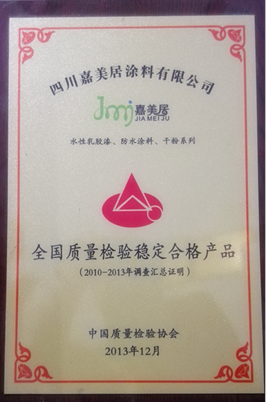 四川嘉美居涂料有限公司
Jmj 嘉美居
JIA MEI JU
水性乳胶漆、防水涂料、干粉系列
全国质量检验稳定合格产品
(2010-2013年调查汇总证明)
中国质量检验协会
2013年12月